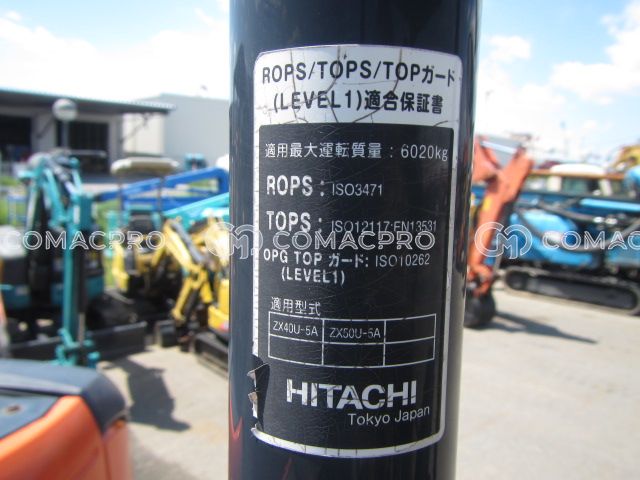 ROPS/TOPS/TOPガード
(LEVEL1)適合保証書
適用最大運転質量：6020kg
ROPS：ISO3471
TOPS：ISO12117·EN13531
OPG TOP ガード：ISO10262
(LEVEL1)
適用型式
ZX40U-5A ZX50U-5A
HITACHI
Tokyo Japan
COMACPRO COMACPRO COMACPRO